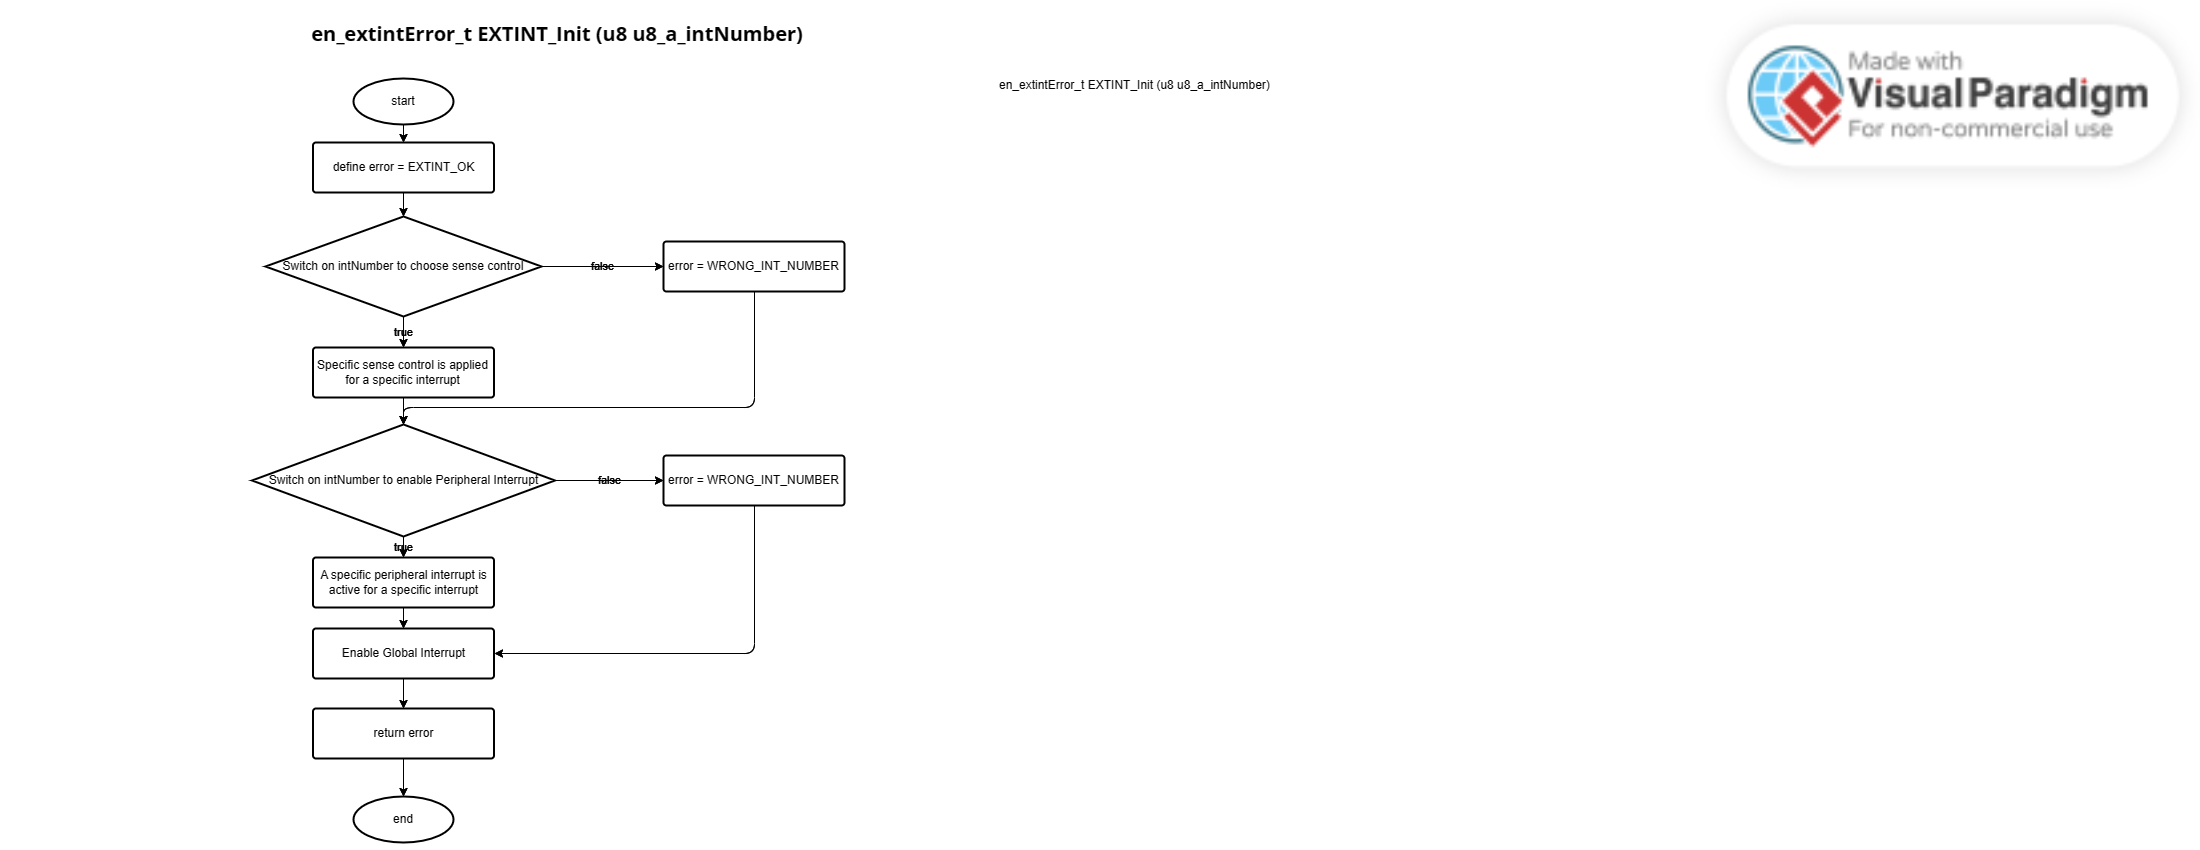 en_extintError_t EXTINT_Init (u8 u8_a_intNumber)
en_extintError_t EXTINT_Init (u8 u8_a_intNumber)
Made with
Visual Paradigm
For non-commercial use
start
define error = EXTINT_OK
Switch on intNumber to choose sense control
false
error = WRONG_INT_NUMBER
true
Specific sense control is applied
for a specific interrupt
Switch on intNumber to enable Peripheral Interrupt
false
error = WRONG_INT_NUMBER
true
A specific peripheral interrupt is
active for a specific interrupt
Enable Global Interrupt
return error
end